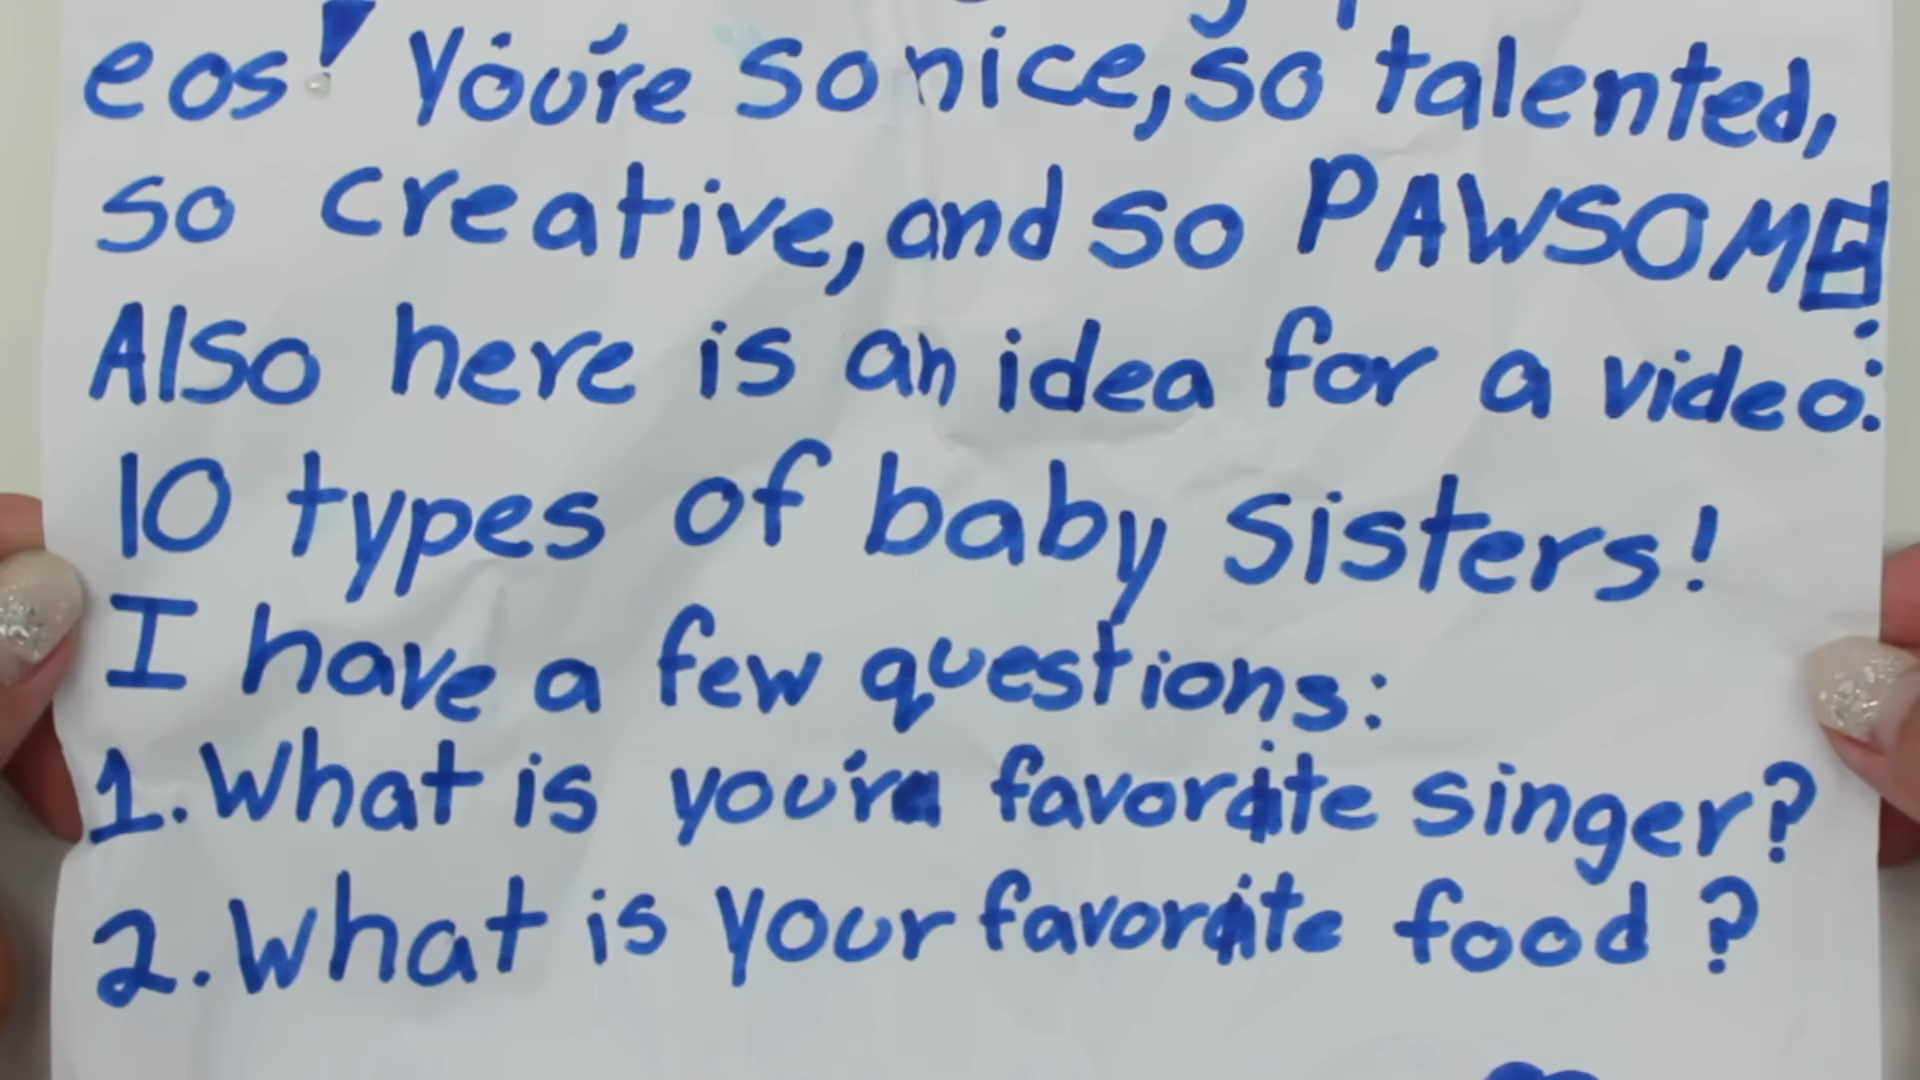 eos! You're so nice, so talented,
so creative, and so PAWSOME!
Also here is an idea for a video:
10 types of baby sisters!
I have a few questions:
1. What is your favorite singer?
2. What is your favorite food?